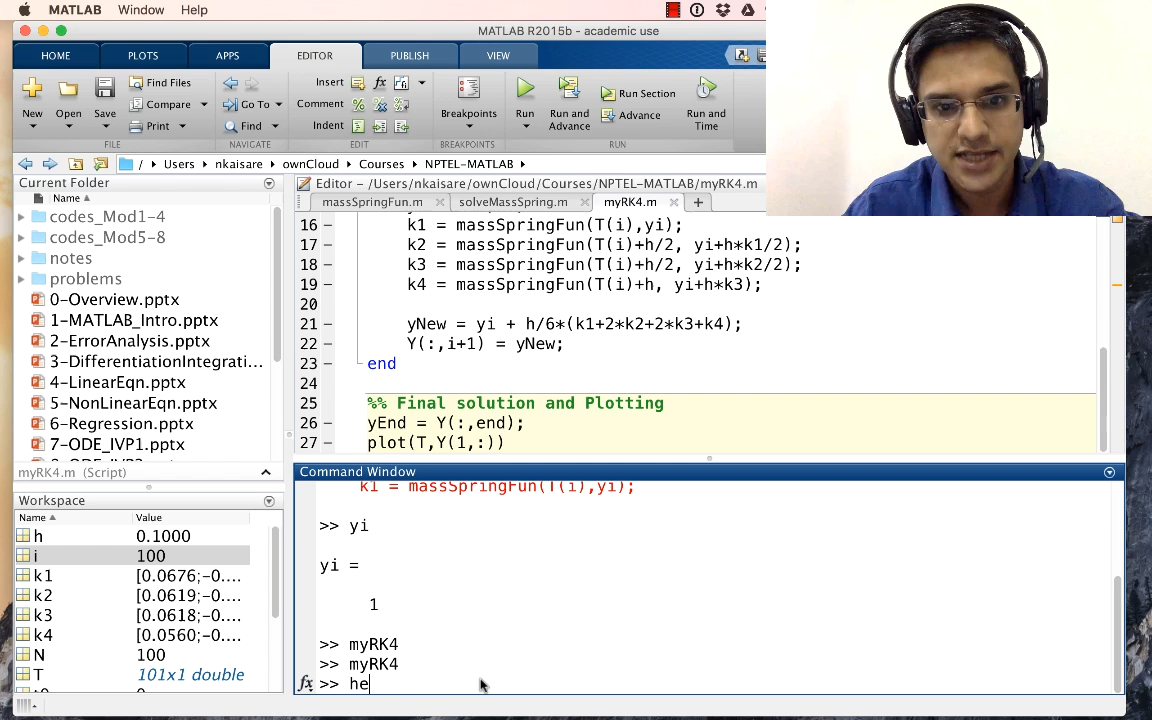 MATLAB Window Help
MATLAB R2015b - academic use
HOME PLOTS APPS EDITOR PUBLISH VIEW
New Open Save Find Files Compare Print
Go To Find
Insert fx
Comment %
Indent
Breakpoints Run Run and Advance Run Section Advance Run and Time
FILE NAVIGATE EDIT BREAKPOINTS RUN
/ Users nkaisare ownCloud Courses NPTEL-MATLAB
Current Folder
Name
codes_Mod1-4
codes_Mod5-8
notes
problems
0-Overview.pptx
1-MATLAB_Intro.pptx
2-ErrorAnalysis.pptx
3-DifferentiationIntegrati...
4-LinearEqn.pptx
5-NonLinearEqn.pptx
6-Regression.pptx
7-ODE_IVP1.pptx
myRK4.m (Script)
Workspace
Name Value
h 0.1000
i 100
k1 [0.0676;-0....
k2 [0.0619;-0....
k3 [0.0618;-0....
k4 [0.0560;-0....
N 100
T 101x1 double
Editor - /Users/nkaisare/ownCloud/Courses/NPTEL-MATLAB/myRK4.m
massSpringFun.m solveMassSpring.m myRK4.m
16 k1 = massSpringFun(T(i),yi);
17 k2 = massSpringFun(T(i)+h/2, yi+h*k1/2);
18 k3 = massSpringFun(T(i)+h/2, yi+h*k2/2);
19 k4 = massSpringFun(T(i)+h, yi+h*k3);
20
21 yNew = yi + h/6*(k1+2*k2+2*k3+k4);
22 Y(:,i+1) = yNew;
23 end
24
25 %% Final solution and Plotting
26 yEnd = Y(:,end);
27 plot(T,Y(1,:))
Command Window
k1 = massSpringFun(T(i),yi);
>> yi
yi =
1
>> myRK4
>> myRK4
fx >> he